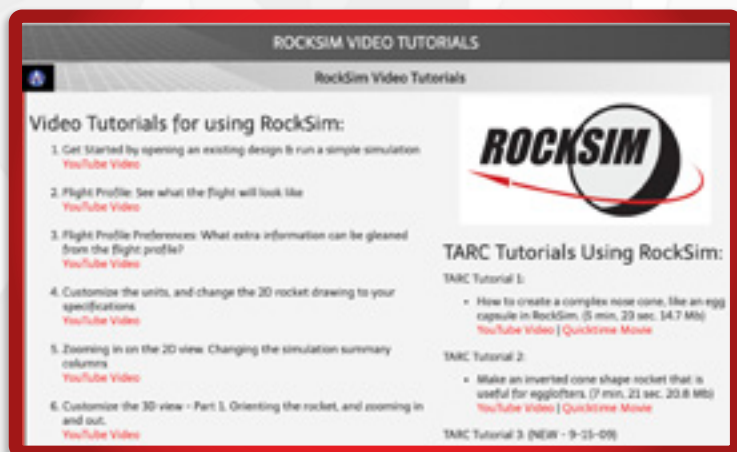 ROCKSIM VIDEO TUTORIALS
RockSim Video Tutorials
Video Tutorials for using RockSim:
1. Get Started by opening an existing design & run a simple simulation
YouTube Video
2. Flight Profile: See what the flight will look like
YouTube Video
3. Flight Profile Preferences: What extra information can be gleaned
from the flight profile?
YouTube Video
4. Customize the units, and change the 2D rocket drawing to your
specifications
YouTube Video
5. Zooming in on the 2D view. Changing the simulation summary
columns
YouTube Video
6. Customize the 3D view - Part 1. Orienting the rocket, and zooming in
and out.
YouTube Video
ROCKSIM
TARC Tutorials Using RockSim:
TARC Tutorial 1:
• How to create a complex nose cone, like an egg
capsule in RockSim. (5 min, 23 sec. 14.7 Mb)
YouTube Video | Quicktime Movie
TARC Tutorial 2:
• Make an inverted cone shape rocket that is
useful for egglofters. (7 min, 21 sec. 20.8 Mb)
YouTube Video | Quicktime Movie
TARC Tutorial 3: (NEW - 9-15-09)